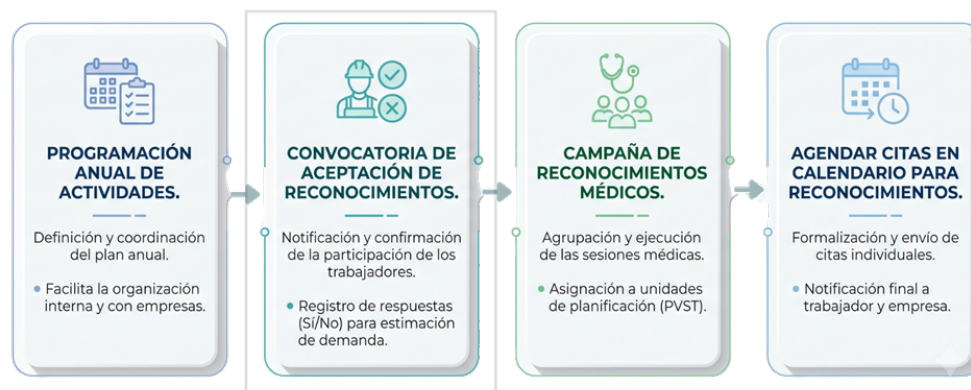 PROGRAMACIÓN
ANUAL DE
ACTIVIDADES.
Definición y coordinación
del plan anual.
• Facilita la organización
interna y con empresas.
CONVOCATORIA DE
ACEPTACIÓN DE
RECONOCIMIENTOS.
Notificación y confirmación
de la participación de los
trabajadores.
• Registro de respuestas
(Sí/No) para estimación
de demanda.
CAMPAÑA DE
RECONOCIMIENTOS
MÉDICOS.
Agrupación y ejecución
de las sesiones médicas.
• Asignación a unidades
de planificación (PVST).
AGENDAR CITAS EN
CALENDARIO PARA
RECONOCIMIENTOS.
Formalización y envío de
citas individuales.
• Notificación final a
trabajador y empresa.